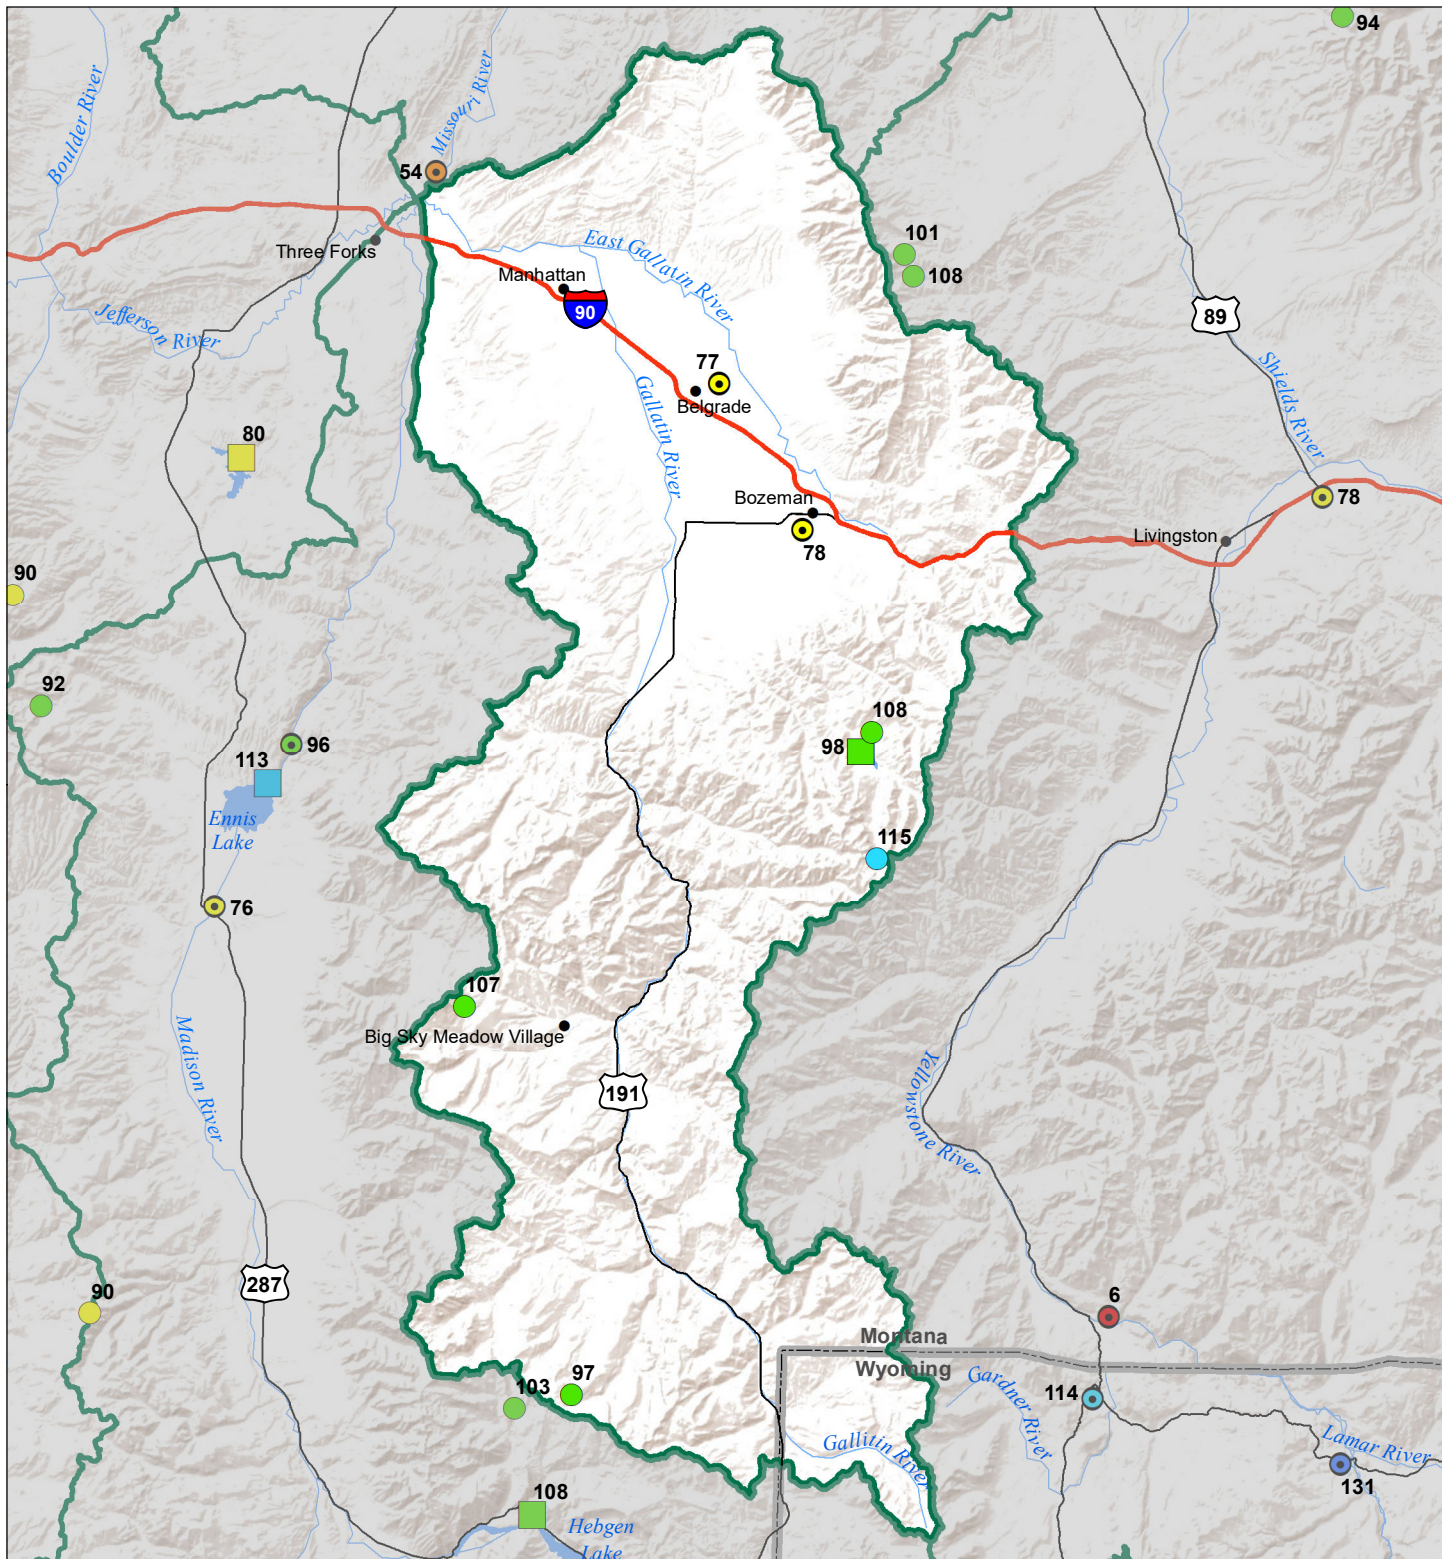 94
Missouri River
Boulder River
54
101
108
East Gallatin River
Three Forks
Manhattan
90
89
Jefferson River
Shields River
77
Belgrade
Gallatin River
80
78
Bozeman
78
Livingston
90
92
108
98
96
113
Ennis
Lake
115
76
107
Big Sky Meadow Village
Madison River
191
Yellowstone River
287
90
6
Montana
Wyoming
103
97
Gardner River
114
Gallitin River
Lamar River
131
108
Hebgen
Lake